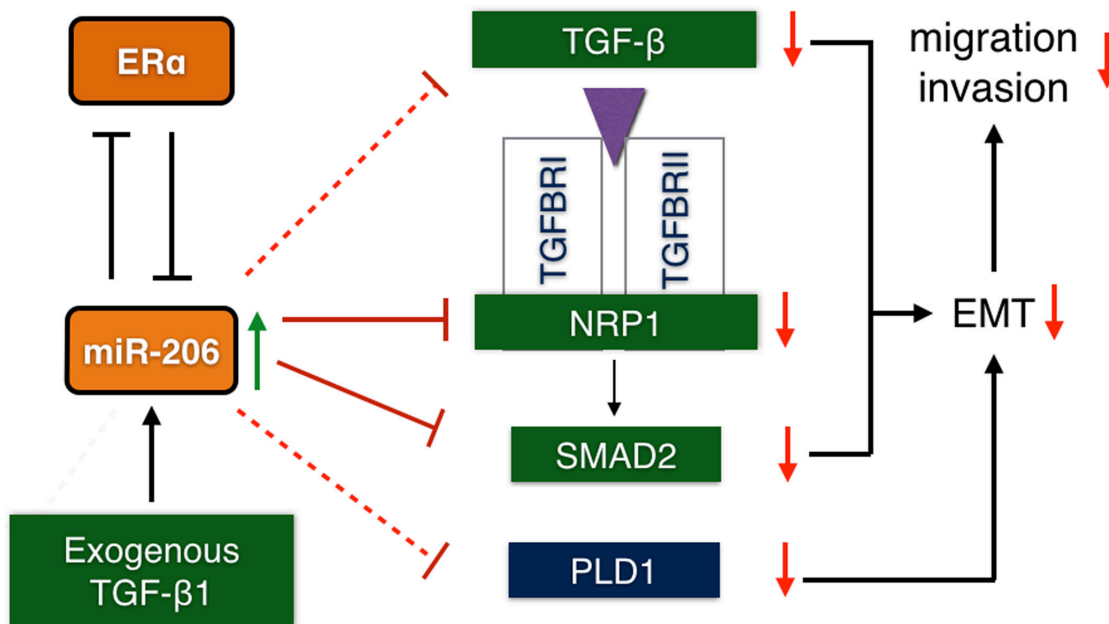 ERα
miR-206
Exogenous
TGF-β1
TGF-β
TGFBRI
TGFBRII
NRP1
SMAD2
PLD1
migration
invasion
EMT